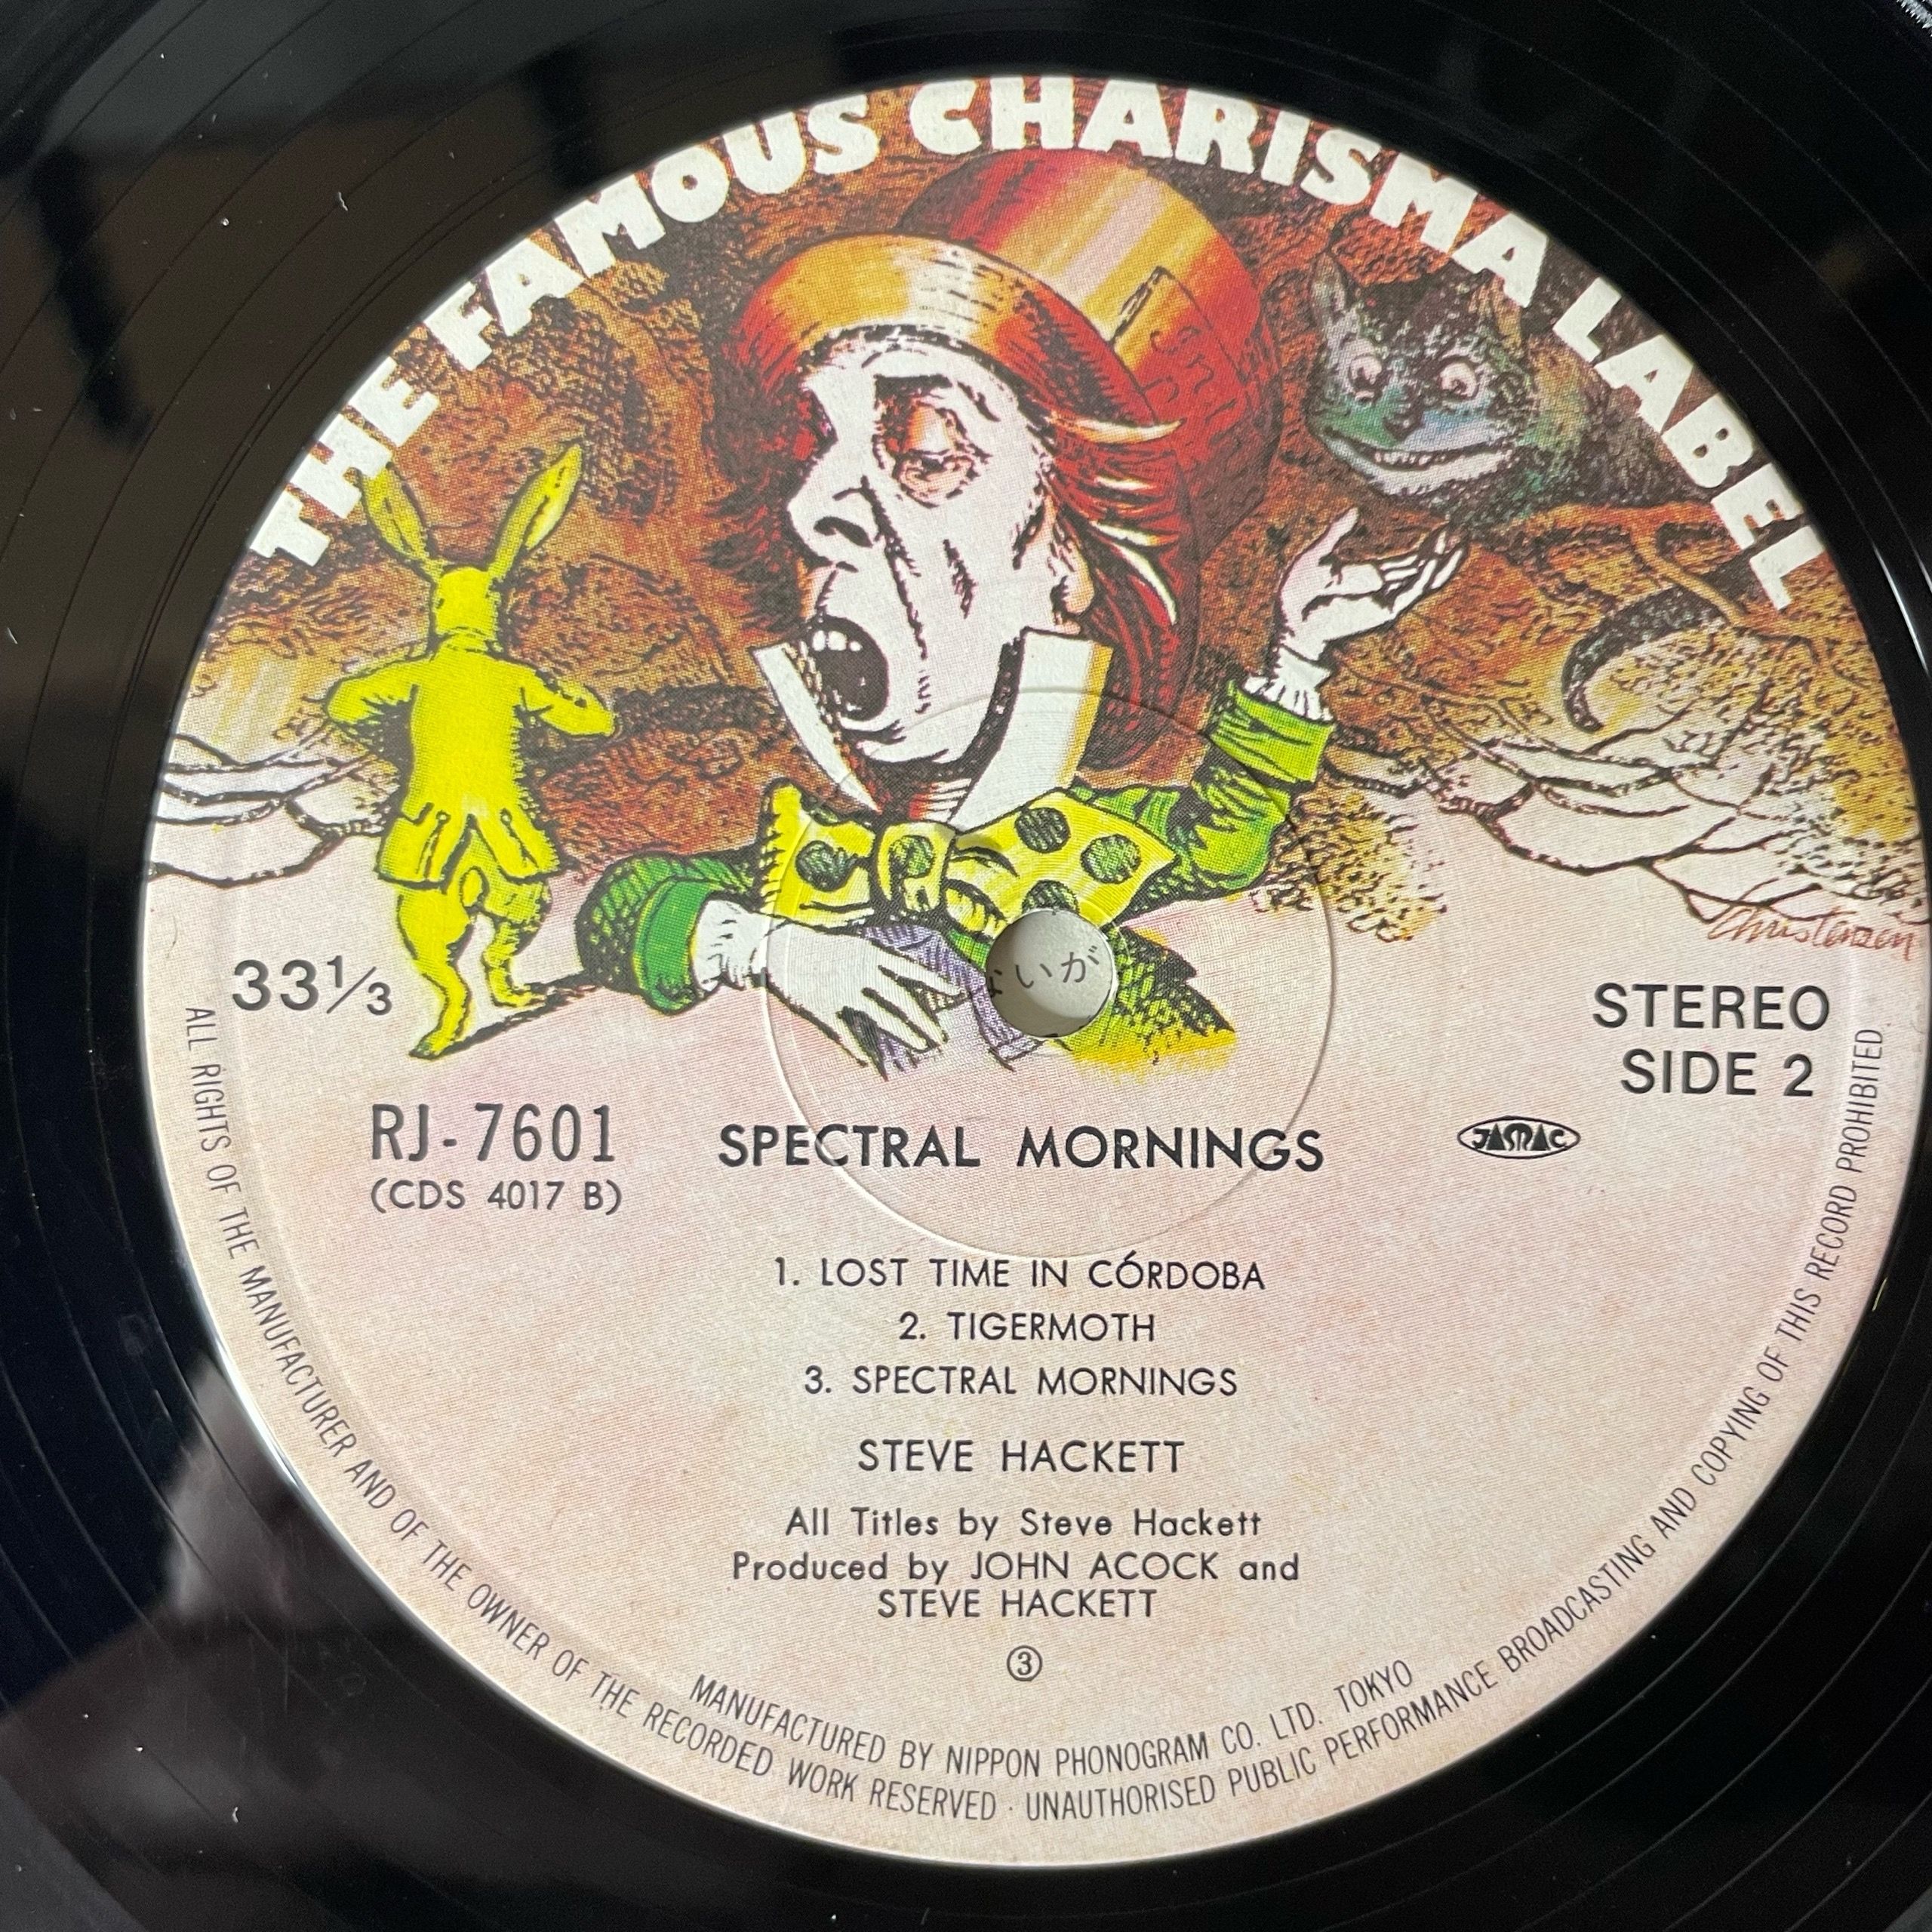 THE FAMOUS CHARISMA LABEL
Christensen
いが
33⅓
STEREO
SIDE 2
RJ-7601
(CDS 4017 B)
SPECTRAL MORNINGS
JASRAC
1. LOST TIME IN CÓRDOBA
2. TIGERMOTH
3. SPECTRAL MORNINGS
STEVE HACKETT
All Titles by Steve Hackett
Produced by JOHN ACOCK and
STEVE HACKETT
③
MANUFACTURED BY NIPPON PHONOGRAM CO. LTD. TOKYO
ALL RIGHTS OF THE MANUFACTURER AND OF THE OWNER OF THE RECORDED WORK RESERVED · UNAUTHORISED PUBLIC PERFORMANCE BROADCASTING AND COPYING OF THIS RECORD PROHIBITED.